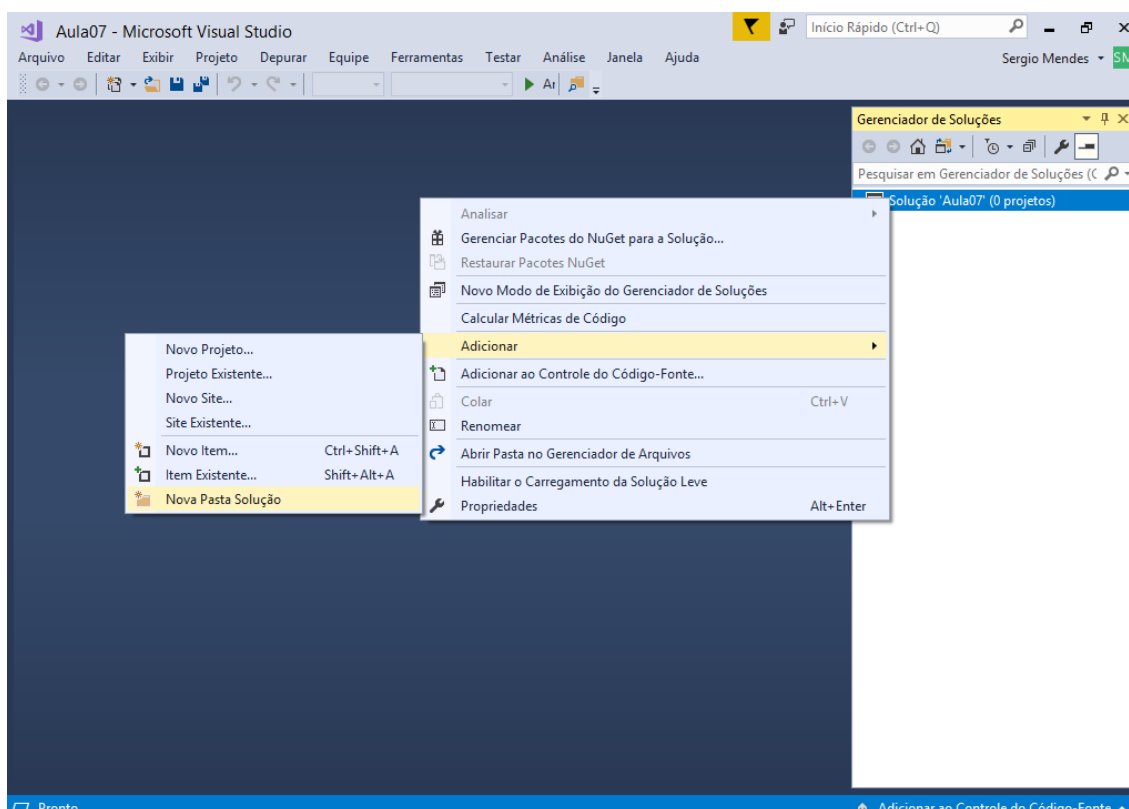 Aula07 - Microsoft Visual Studio
Início Rápido (Ctrl+Q)
Arquivo Editar Exibir Projeto Depurar Equipe Ferramentas Testar Análise Janela Ajuda
Sergio Mendes
SM
Ar
Gerenciador de Soluções
Pesquisar em Gerenciador de Soluções (C
Solução 'Aula07' (0 projetos)
Analisar
Gerenciar Pacotes do NuGet para a Solução...
Restaurar Pacotes NuGet
Novo Modo de Exibição do Gerenciador de Soluções
Calcular Métricas de Código
Adicionar
Adicionar ao Controle do Código-Fonte...
Colar Ctrl+V
Renomear
Abrir Pasta no Gerenciador de Arquivos
Habilitar o Carregamento da Solução Leve
Propriedades Alt+Enter
Novo Projeto...
Projeto Existente...
Novo Site...
Site Existente...
Novo Item... Ctrl+Shift+A
Item Existente... Shift+Alt+A
Nova Pasta Solução
Pronto
Adicionar ao Controle do Código-Fonte